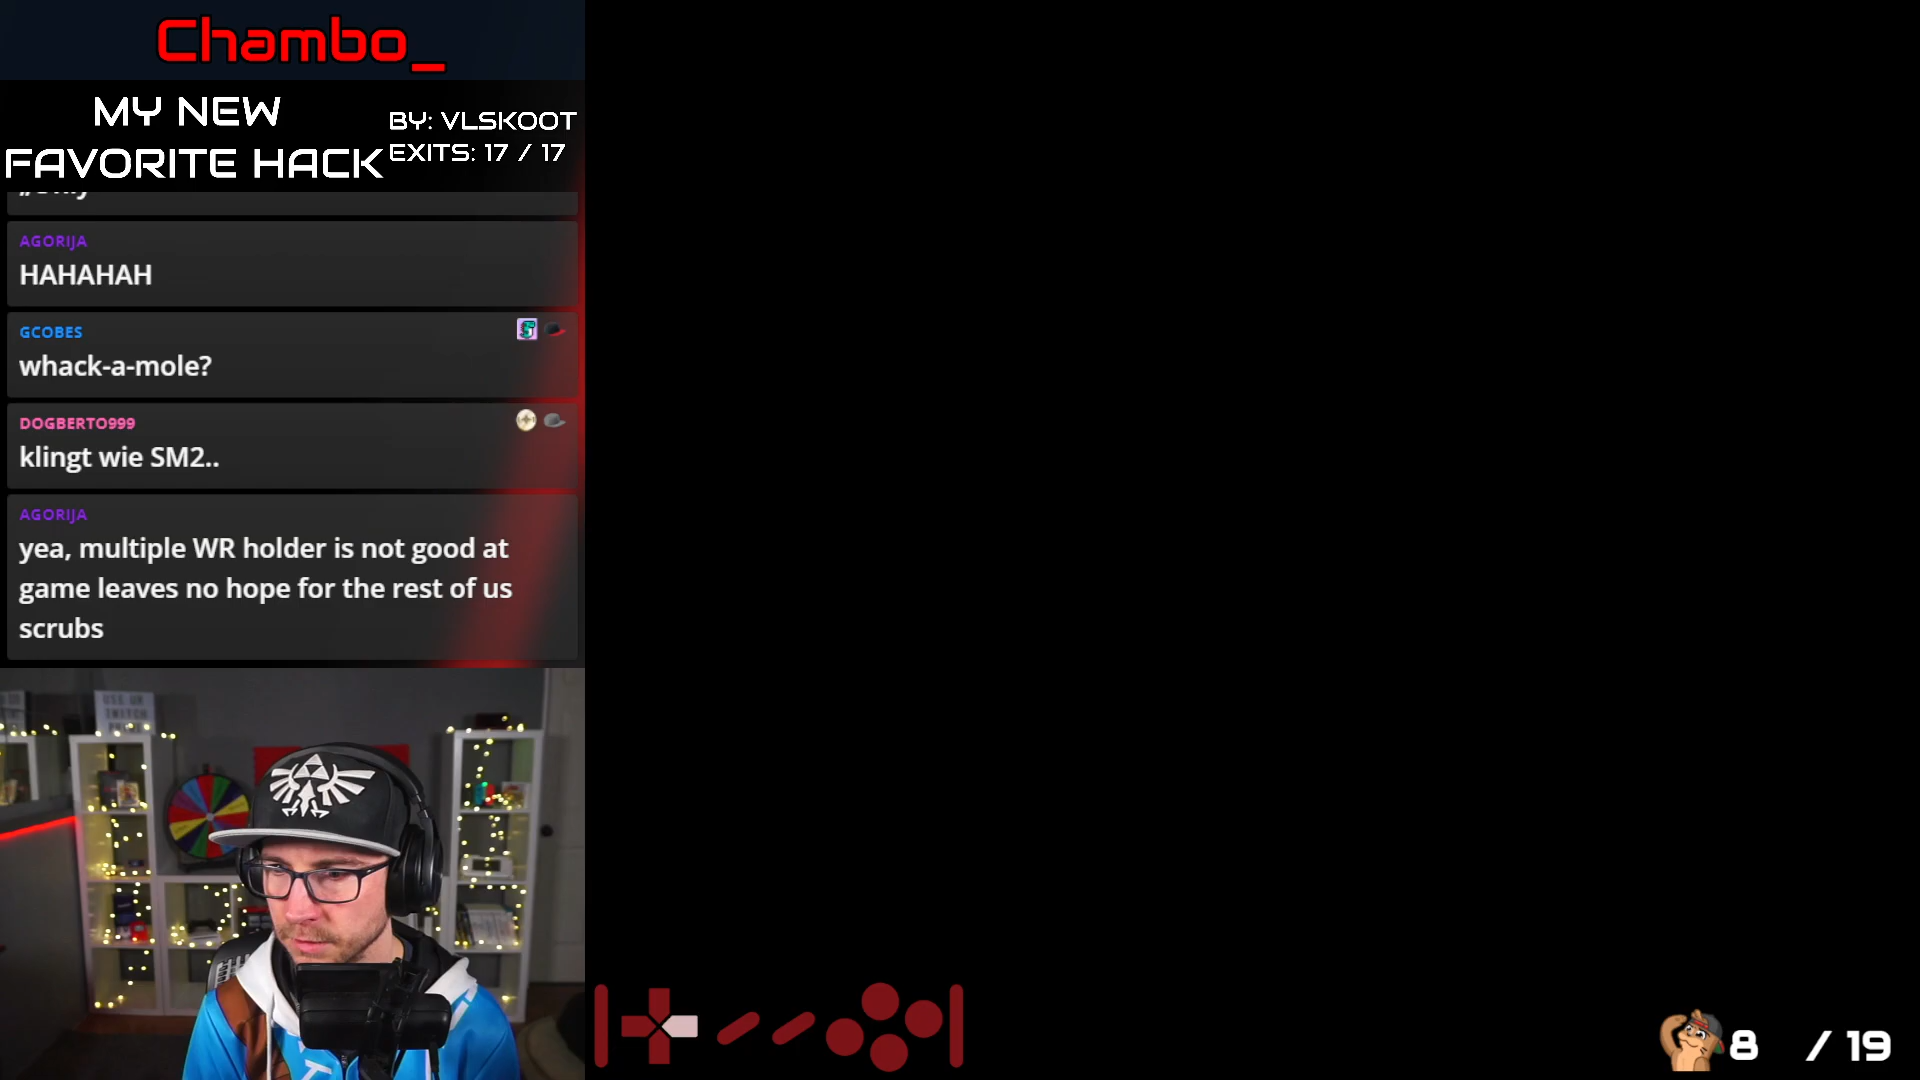 Chambo_
MY NEW
FAVORITE HACK
BY: VLSKOOT
EXITS: 17 / 17
AGORIJA
HAHAHAH
GCOBES
whack-a-mole?
DOGBERTO999
klingt wie SM2..
AGORIJA
yea, multiple WR holder is not good at
game leaves no hope for the rest of us
scrubs
8 / 19